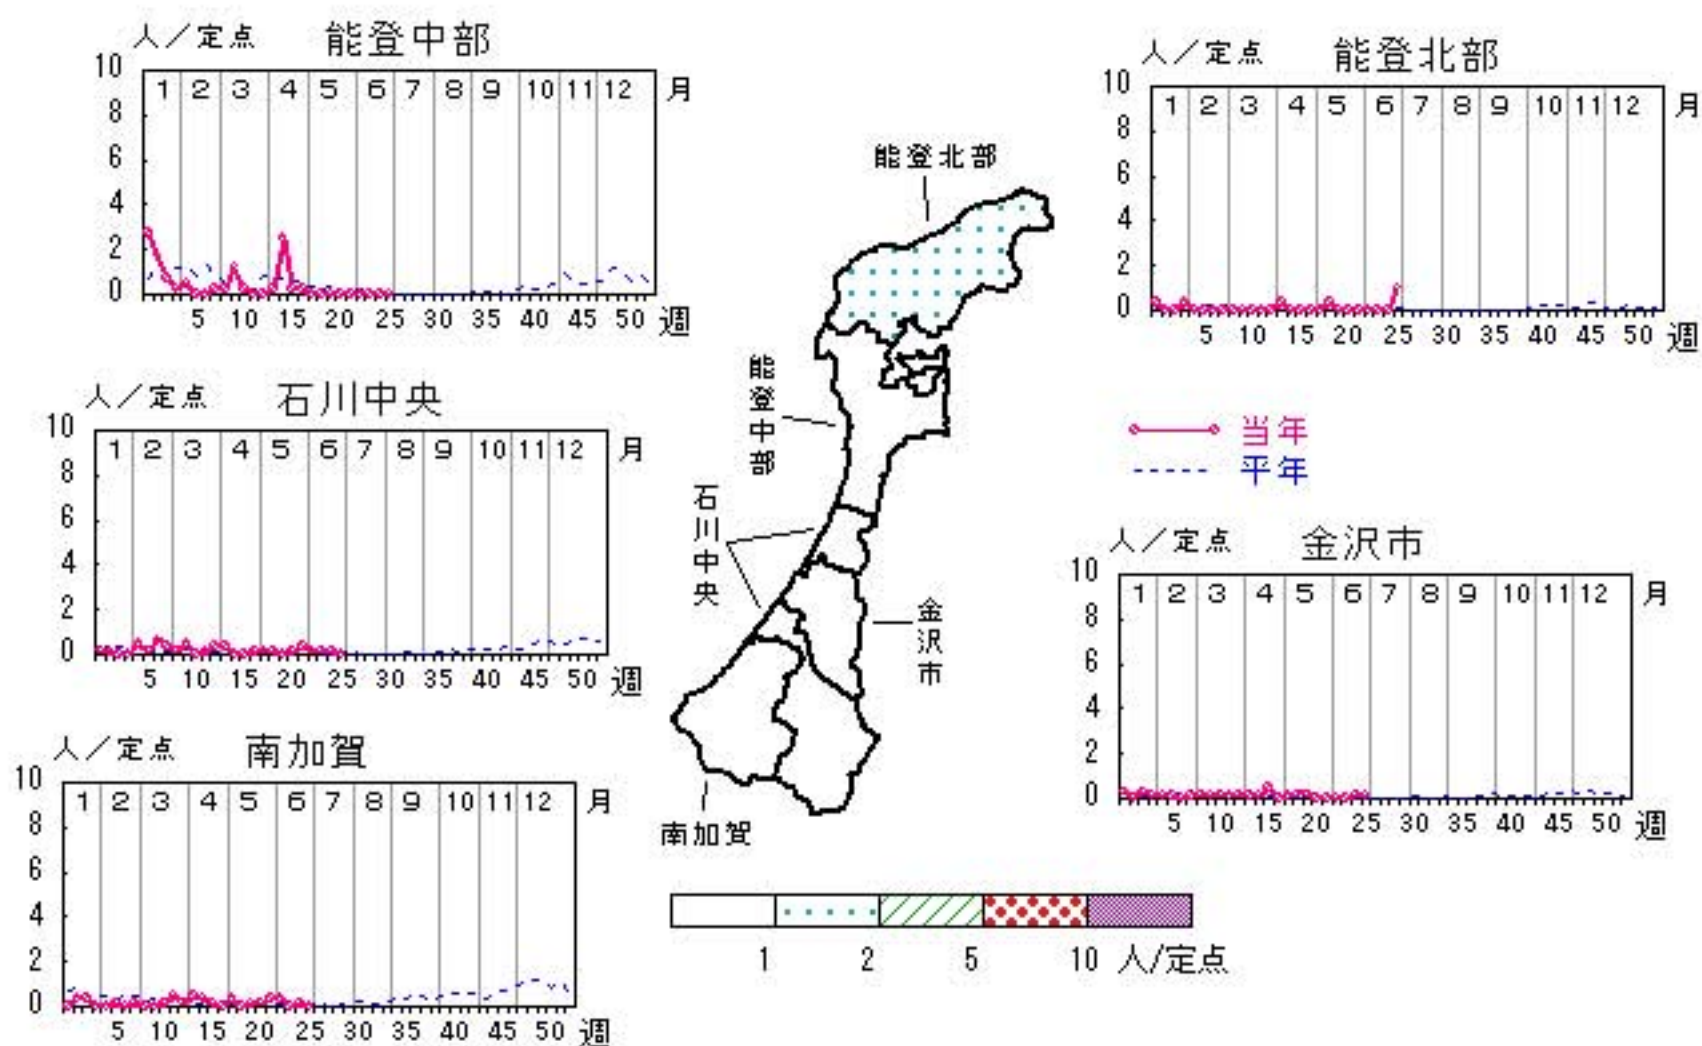 人／定点 能登中部
10 8 6 4 2 0
1 2 3 4 5 6 7 8 9 10 11 12 月
5 10 15 20 25 30 35 40 45 50 週
人／定点 能登北部
10 8 6 4 2 0
1 2 3 4 5 6 7 8 9 10 11 12 月
5 10 15 20 25 30 35 40 45 50 週
人／定点 石川中央
10 8 6 4 2 0
1 2 3 4 5 6 7 8 9 10 11 12 月
5 10 15 20 25 30 35 40 45 50 週
当年
平年
人／定点 金沢市
10 8 6 4 2 0
1 2 3 4 5 6 7 8 9 10 11 12 月
5 10 15 20 25 30 35 40 45 50 週
人／定点 南加賀
10 8 6 4 2 0
1 2 3 4 5 6 7 8 9 10 11 12 月
5 10 15 20 25 30 35 40 45 50 週
能登北部
能登中部
石川中央
金沢市
南加賀
1 2 5 10 人/定点